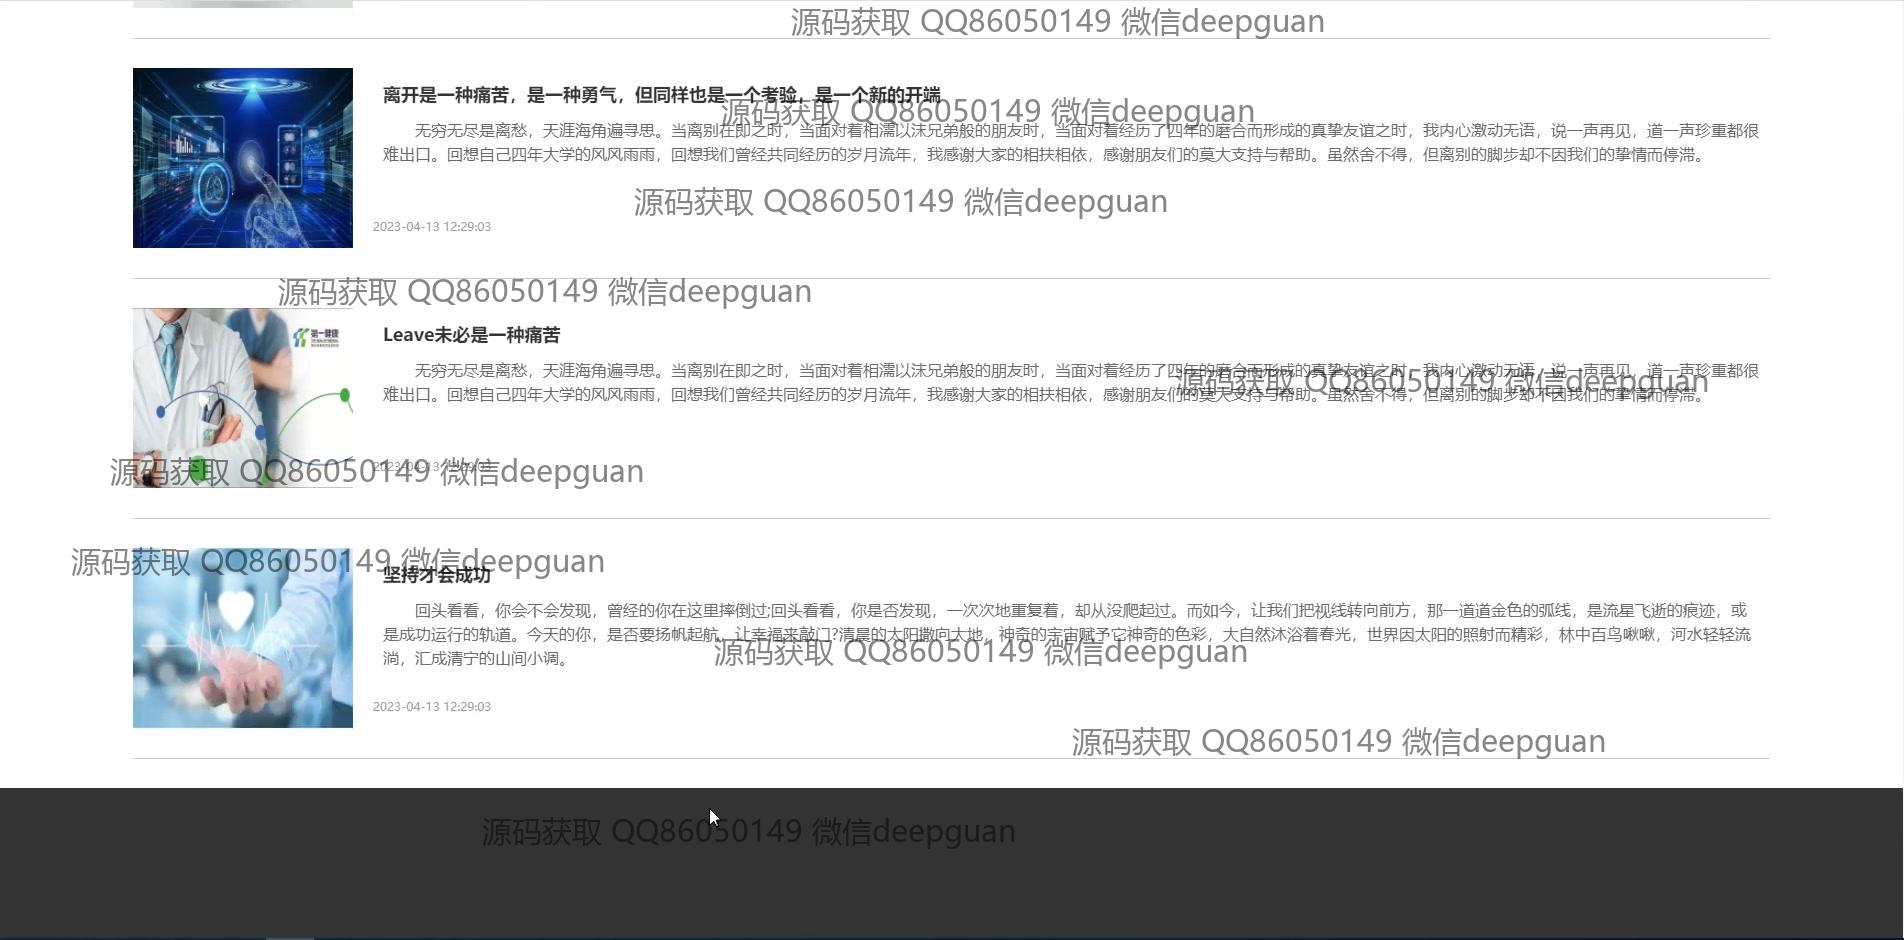 源码获取 QQ86050149 微信deepguan
离开是一种痛苦，是一种勇气，但同样也是一个考验，是一个新的开端
源码获取 QQ86050149 微信deepguan
无穷无尽是离愁，天涯海角遍寻思。当离别在即之时，当面对着相濡以沫兄弟般的朋友时，当面对着经历了四年的磨合而形成的真挚友谊之时，我内心激动无语，说一声再见，道一声珍重都很
难出口。回想自己四年大学的风风雨雨，回想我们曾经共同经历的岁月流年，我感谢大家的相扶相依，感谢朋友们的莫大支持与帮助。虽然舍不得，但离别的脚步却不因我们的挚情而停滞。
源码获取 QQ86050149 微信deepguan
2023-04-13 12:29:03
源码获取 QQ86050149 微信deepguan
第一健康
Leave未必是一种痛苦
无穷无尽是离愁，天涯海角遍寻思。当离别在即之时，当面对着相濡以沫兄弟般的朋友时，当面对着经历了四年的磨合而形成的真挚友谊之时，我内心激动无语，说一声再见，道一声珍重都很
源码获取 QQ86050149 微信deepguan
难出口。回想自己四年大学的风风雨雨，回想我们曾经共同经历的岁月流年，我感谢大家的相扶相依，感谢朋友们的莫大支持与帮助。虽然舍不得，但离别的脚步却不因我们的挚情而停滞。
2023-04-13 12:29:03
源码获取 QQ86050149 微信deepguan
源码获取 QQ86050149 微信deepguan
坚持才会成功
回头看看，你会不会发现，曾经的你在这里摔倒过;回头看看，你是否发现，一次次地重复着，却从没爬起过。而如今，让我们把视线转向前方，那一道道金色的弧线，是流星飞逝的痕迹，或
是成功运行的轨道。今天的你，是否要扬帆起航，让幸福来敲门?清晨的太阳撒向大地，神奇的宇宙赋予它神奇的色彩，大自然沐浴着春光，世界因太阳的照射而精彩，林中百鸟啾啾，河水轻轻流
淌，汇成清宁的山间小调。
源码获取 QQ86050149 微信deepguan
2023-04-13 12:29:03
源码获取 QQ86050149 微信deepguan
源码获取 QQ86050149 微信deepguan